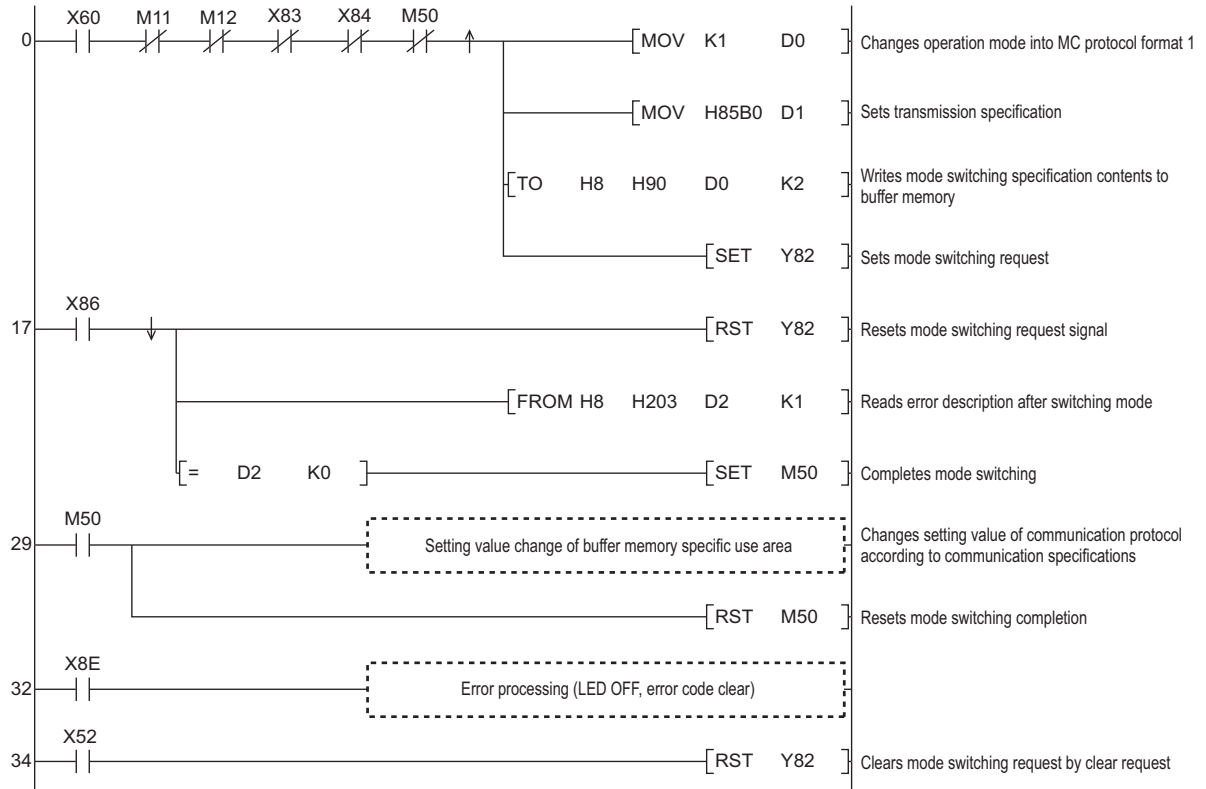 X60 M11 M12 X83 X84 M50
0 MOV K1 D0 Changes operation mode into MC protocol format 1
MOV H85B0 D1 Sets transmission specification
TO H8 H90 D0 K2 Writes mode switching specification contents to
buffer memory
SET Y82 Sets mode switching request
X86
17 RST Y82 Resets mode switching request signal
FROM H8 H203 D2 K1 Reads error description after switching mode
= D2 K0 SET M50 Completes mode switching
M50
29 Setting value change of buffer memory specific use area Changes setting value of communication protocol
according to communication specifications
RST M50 Resets mode switching completion
X8E
32 Error processing (LED OFF, error code clear)
X52
34 RST Y82 Clears mode switching request by clear request